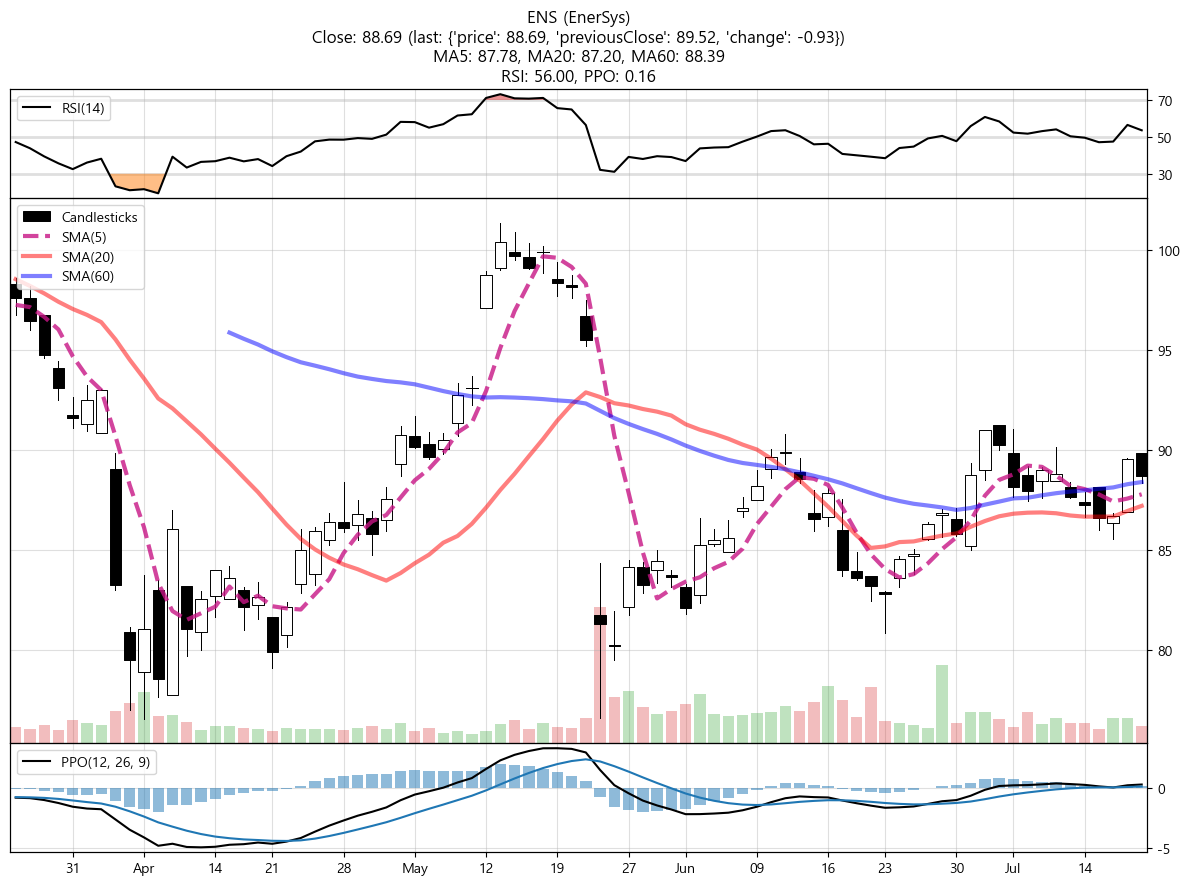 ENS (EnerSys)
Close: 88.69 (last: {'price': 88.69, 'previousClose': 89.52, 'change': -0.93})
MA5: 87.78, MA20: 87.20, MA60: 88.39
RSI: 56.00, PPO: 0.16
RSI(14)
70
50
30
Candlesticks
SMA(5)
SMA(20)
SMA(60)
100
95
90
85
80
PPO(12, 26, 9)
0
-5
31 Apr 14 21 28 May 12 19 27 Jun 09 16 23 30 Jul 14